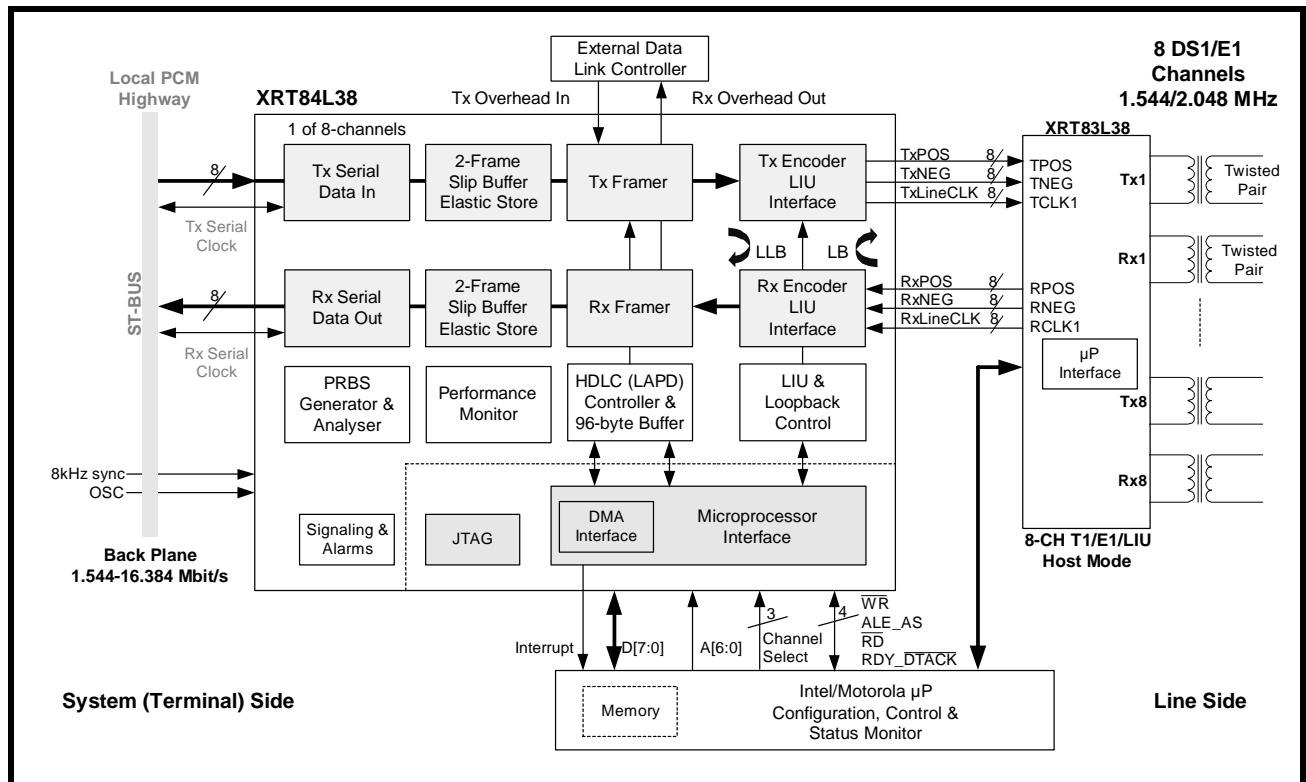 External Data
Link Controller
8 DS1/E1
Channels
1.544/2.048 MHz
Local PCM
Highway
XRT84L38
Tx Overhead In
Rx Overhead Out
XRT83L38
1 of 8-channels
8
Tx Serial
Data In
2-Frame
Slip Buffer
Elastic Store
Tx Framer
Tx Encoder
LIU
Interface
TxPOS
8
TxNEG
8
TxLineCLK
8
TPOS
TNEG
TCLK1
Tx1
Twisted
Pair
Tx Serial
Clock
LLB
LB
Rx1
Twisted
Pair
ST-BUS
8
Rx Serial
Data Out
2-Frame
Slip Buffer
Elastic Store
Rx Framer
Rx Encoder
LIU
Interface
RxPOS
8
RxNEG
8
RxLineCLK
8
RPOS
RNEG
RCLK1
Rx Serial
Clock
µP
Interface
PRBS
Generator &
Analyser
Performance
Monitor
HDLC (LAPD)
Controller &
96-byte Buffer
LIU &
Loopback
Control
Tx8
8kHz sync
OSC
Rx8
Signaling &
Alarms
JTAG
DMA
Interface
Microprocessor
Interface
Back Plane
1.544-16.384 Mbit/s
8-CH T1/E1/LIU
Host Mode
Interrupt
D[7:0]
A[6:0]
3
Channel
Select
4
WR
ALE_AS
RD
RDY_DTACK
System (Terminal) Side
Memory
Intel/Motorola µP
Configuration, Control &
Status Monitor
Line Side